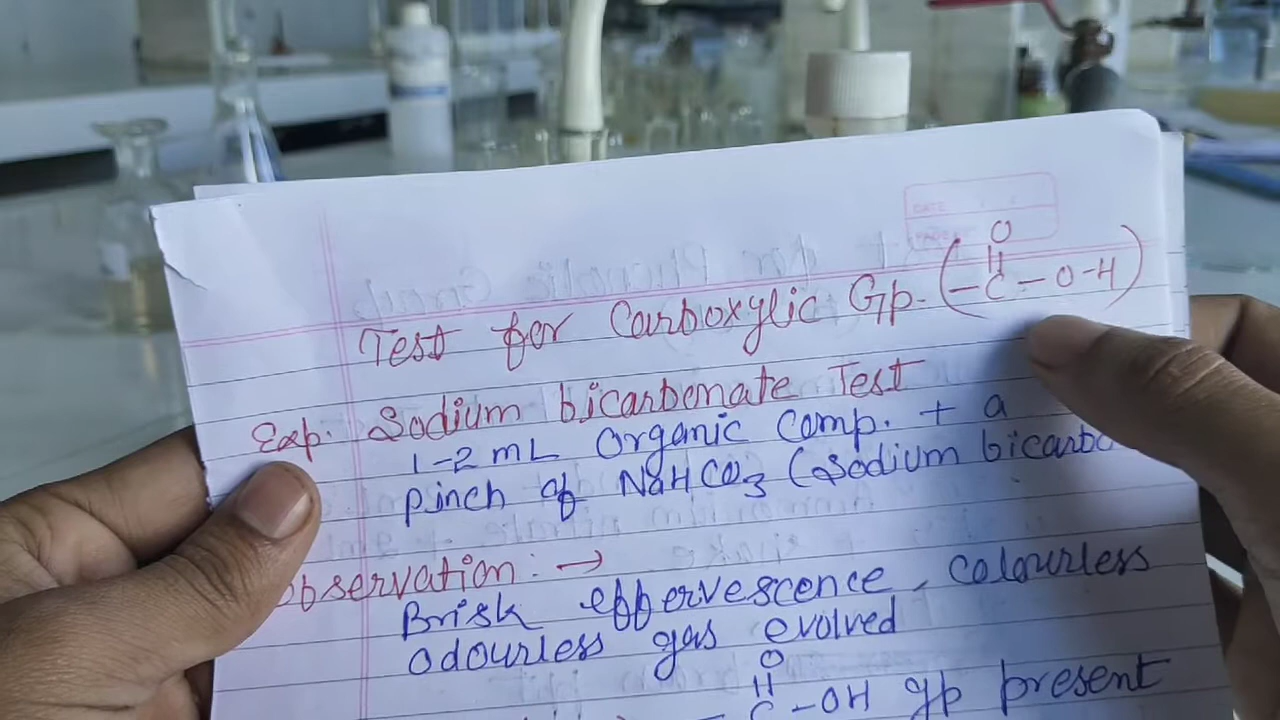 DATE
Test for Carboxylic Gp. (-C-O-H)
O
Exp. Sodium bicarbonate Test
1-2 mL Organic Comp. + a
pinch of NaHCO3 (sodium bicarbo
Observation: →
Brisk effervescence, colourless
odourless gas evolved
O
-C-OH gp present